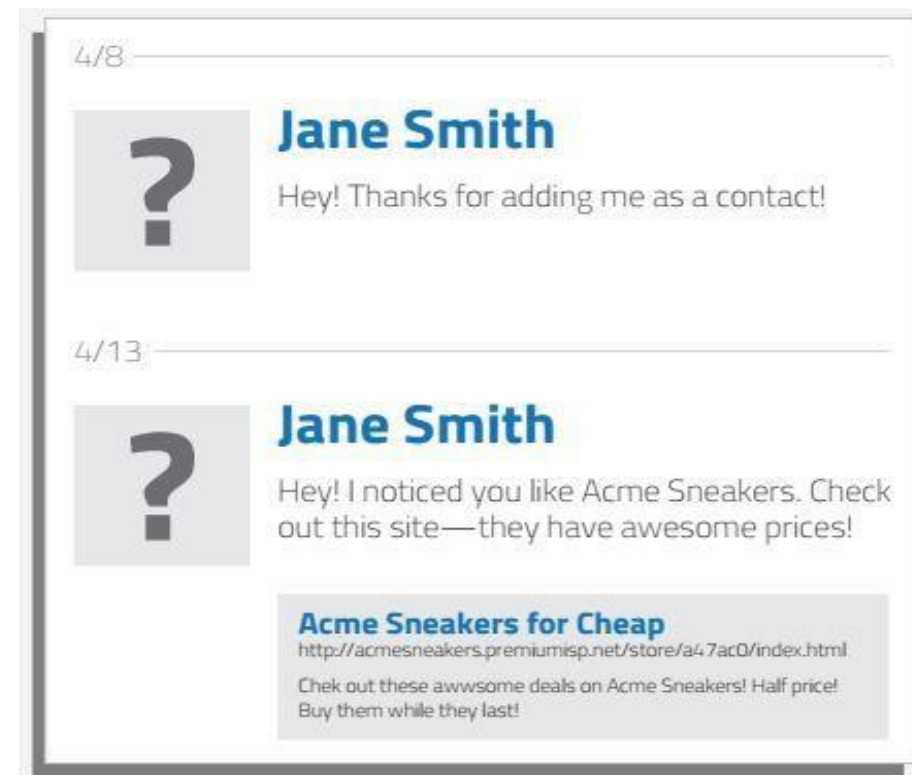 4/8
?
Jane Smith
Hey! Thanks for adding me as a contact!
4/13
?
Jane Smith
Hey! I noticed you like Acme Sneakers. Check
out this site—they have awesome prices!
Acme Sneakers for Cheap
http://acmesneakers.premiumisp.net/store/a47ac0/index.html
Chek out these awwsome deals on Acme Sneakers! Half price!
Buy them while they last!